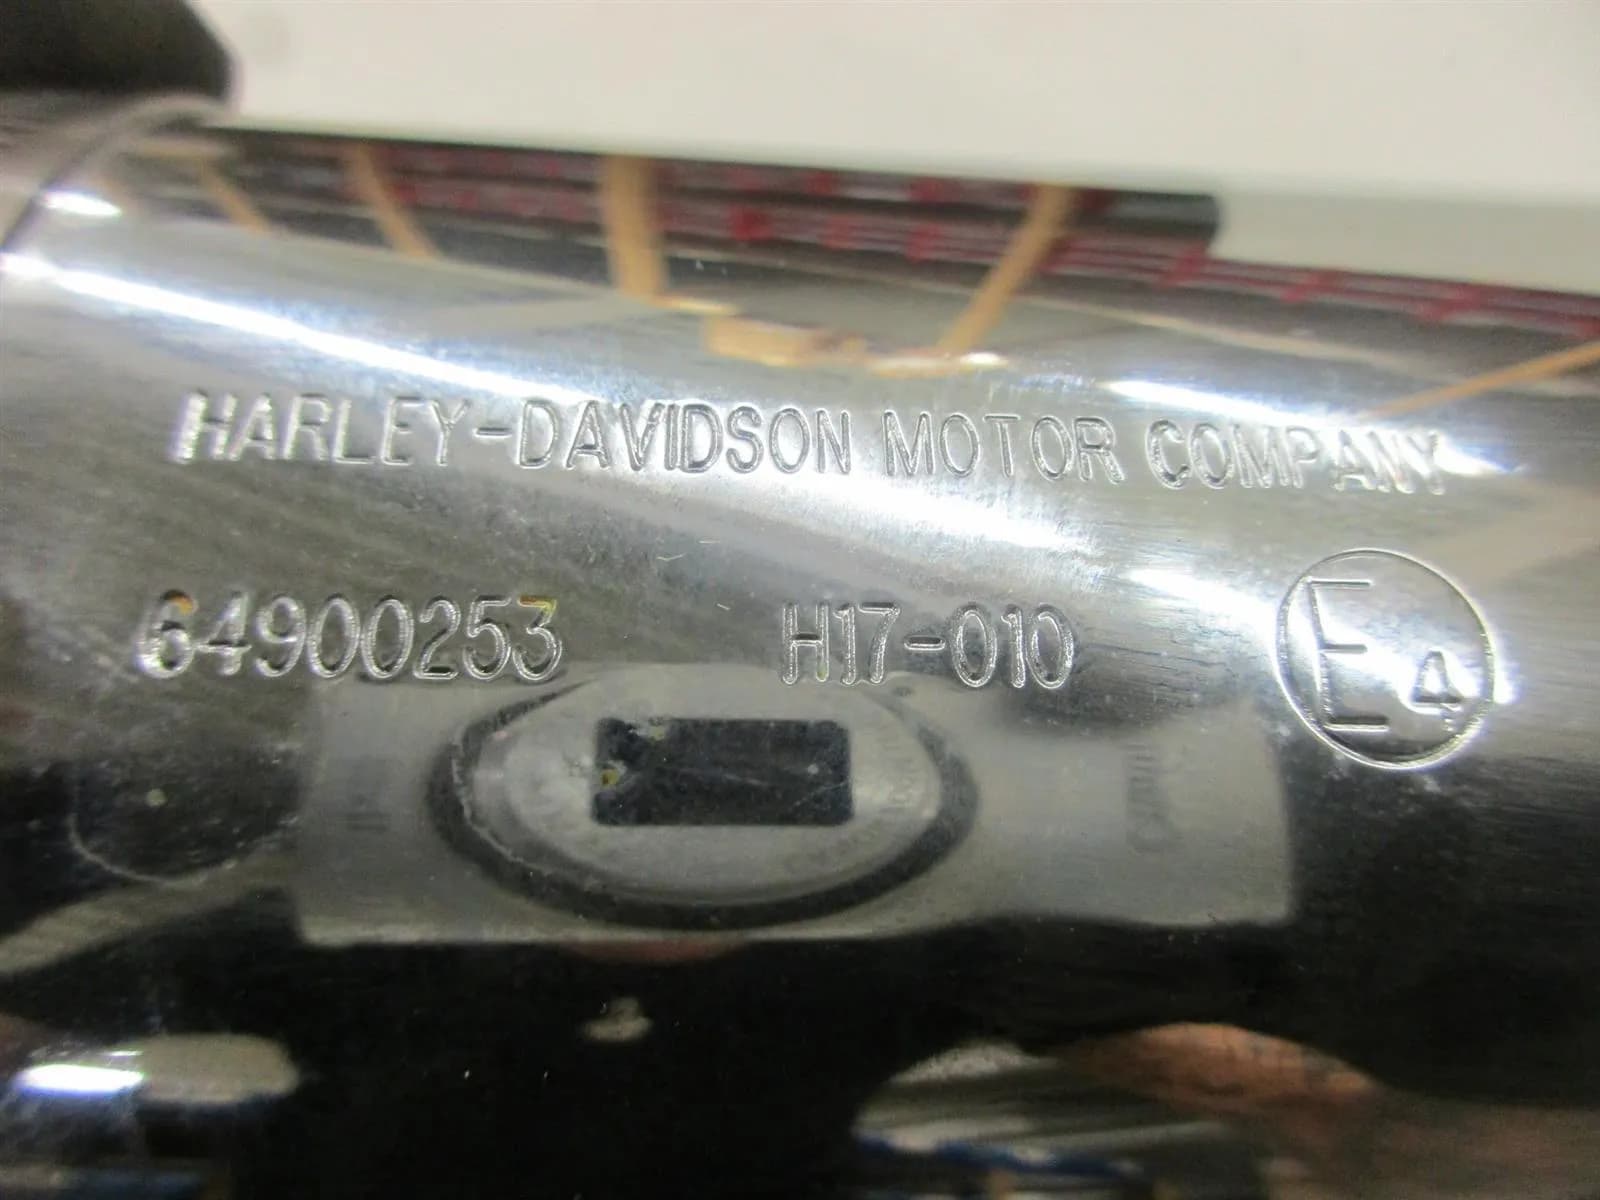 HARLEY-DAVIDSON MOTOR COMPANY
64900253 H17-010 E4